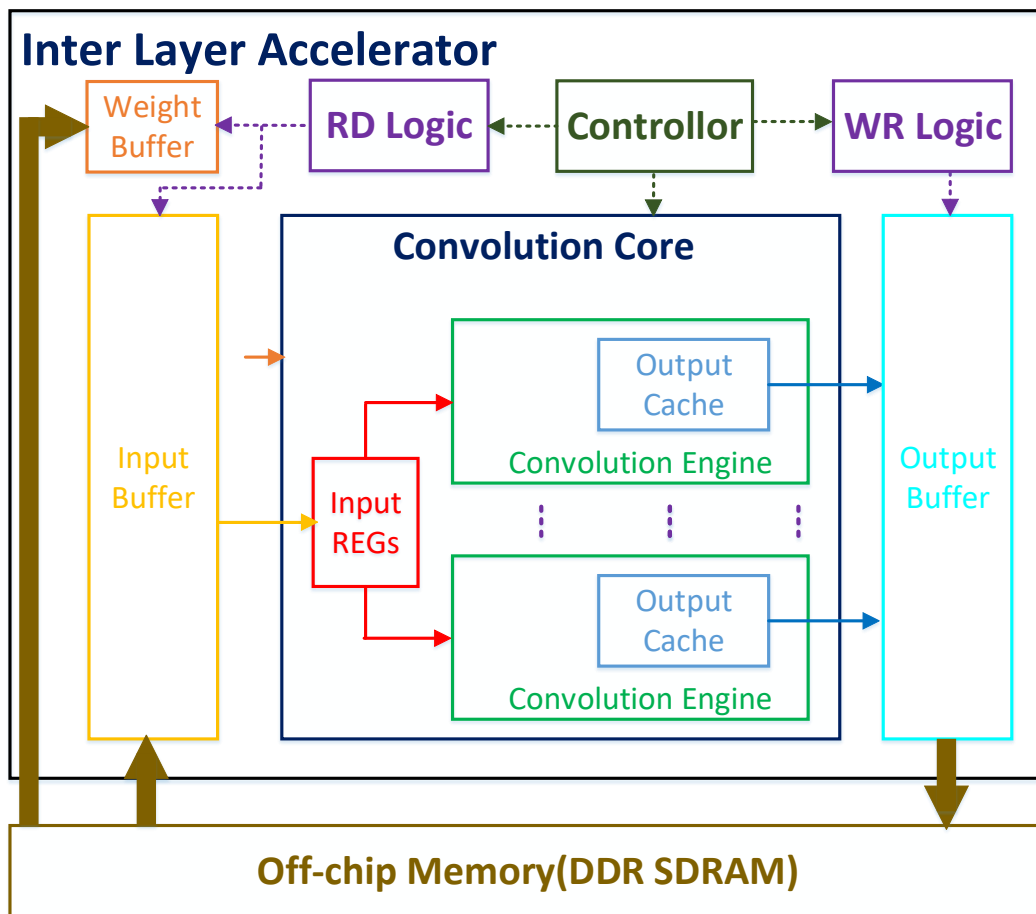 Inter Layer Accelerator
Weight
Buffer
RD Logic
Controllor
WR Logic
Convolution Core
Output
Cache
Convolution Engine
Input
Buffer
Input
REGs
Output
Buffer
Output
Cache
Convolution Engine
Off-chip Memory(DDR SDRAM)